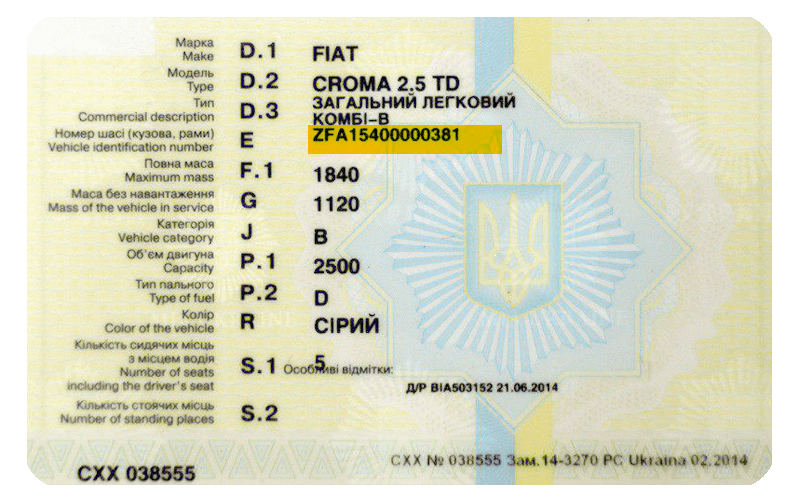 Марка
Make D.1 FIAT
Модель
Type D.2 CROMA 2.5 TD
Тип
Commercial description D.3 ЗАГАЛЬНИЙ ЛЕГКОВИЙ
КОМБІ-В
Номер шасі (кузова, рами)
Vehicle identification number E ZFA15400000381
Повна маса
Maximum mass F.1 1840
Маса без навантаження
Mass of the vehicle in service G 1120
Категорія
Vehicle category J B
Об'єм двигуна
Capacity P.1 2500
Тип пального
Type of fuel P.2 D
Колір
Color of the vehicle R СІРИЙ
Кількість сидячих місць
з місцем водія
Number of seats
including the driver's seat S.1 5
Особливі відмітки:
Д/Р ВІА503152 21.06.2014
Кількість стоячих місць
Number of standing places S.2
СХХ 038555
СХХ № 038555 Зам.14-3270 РС Ukraina 02.2014